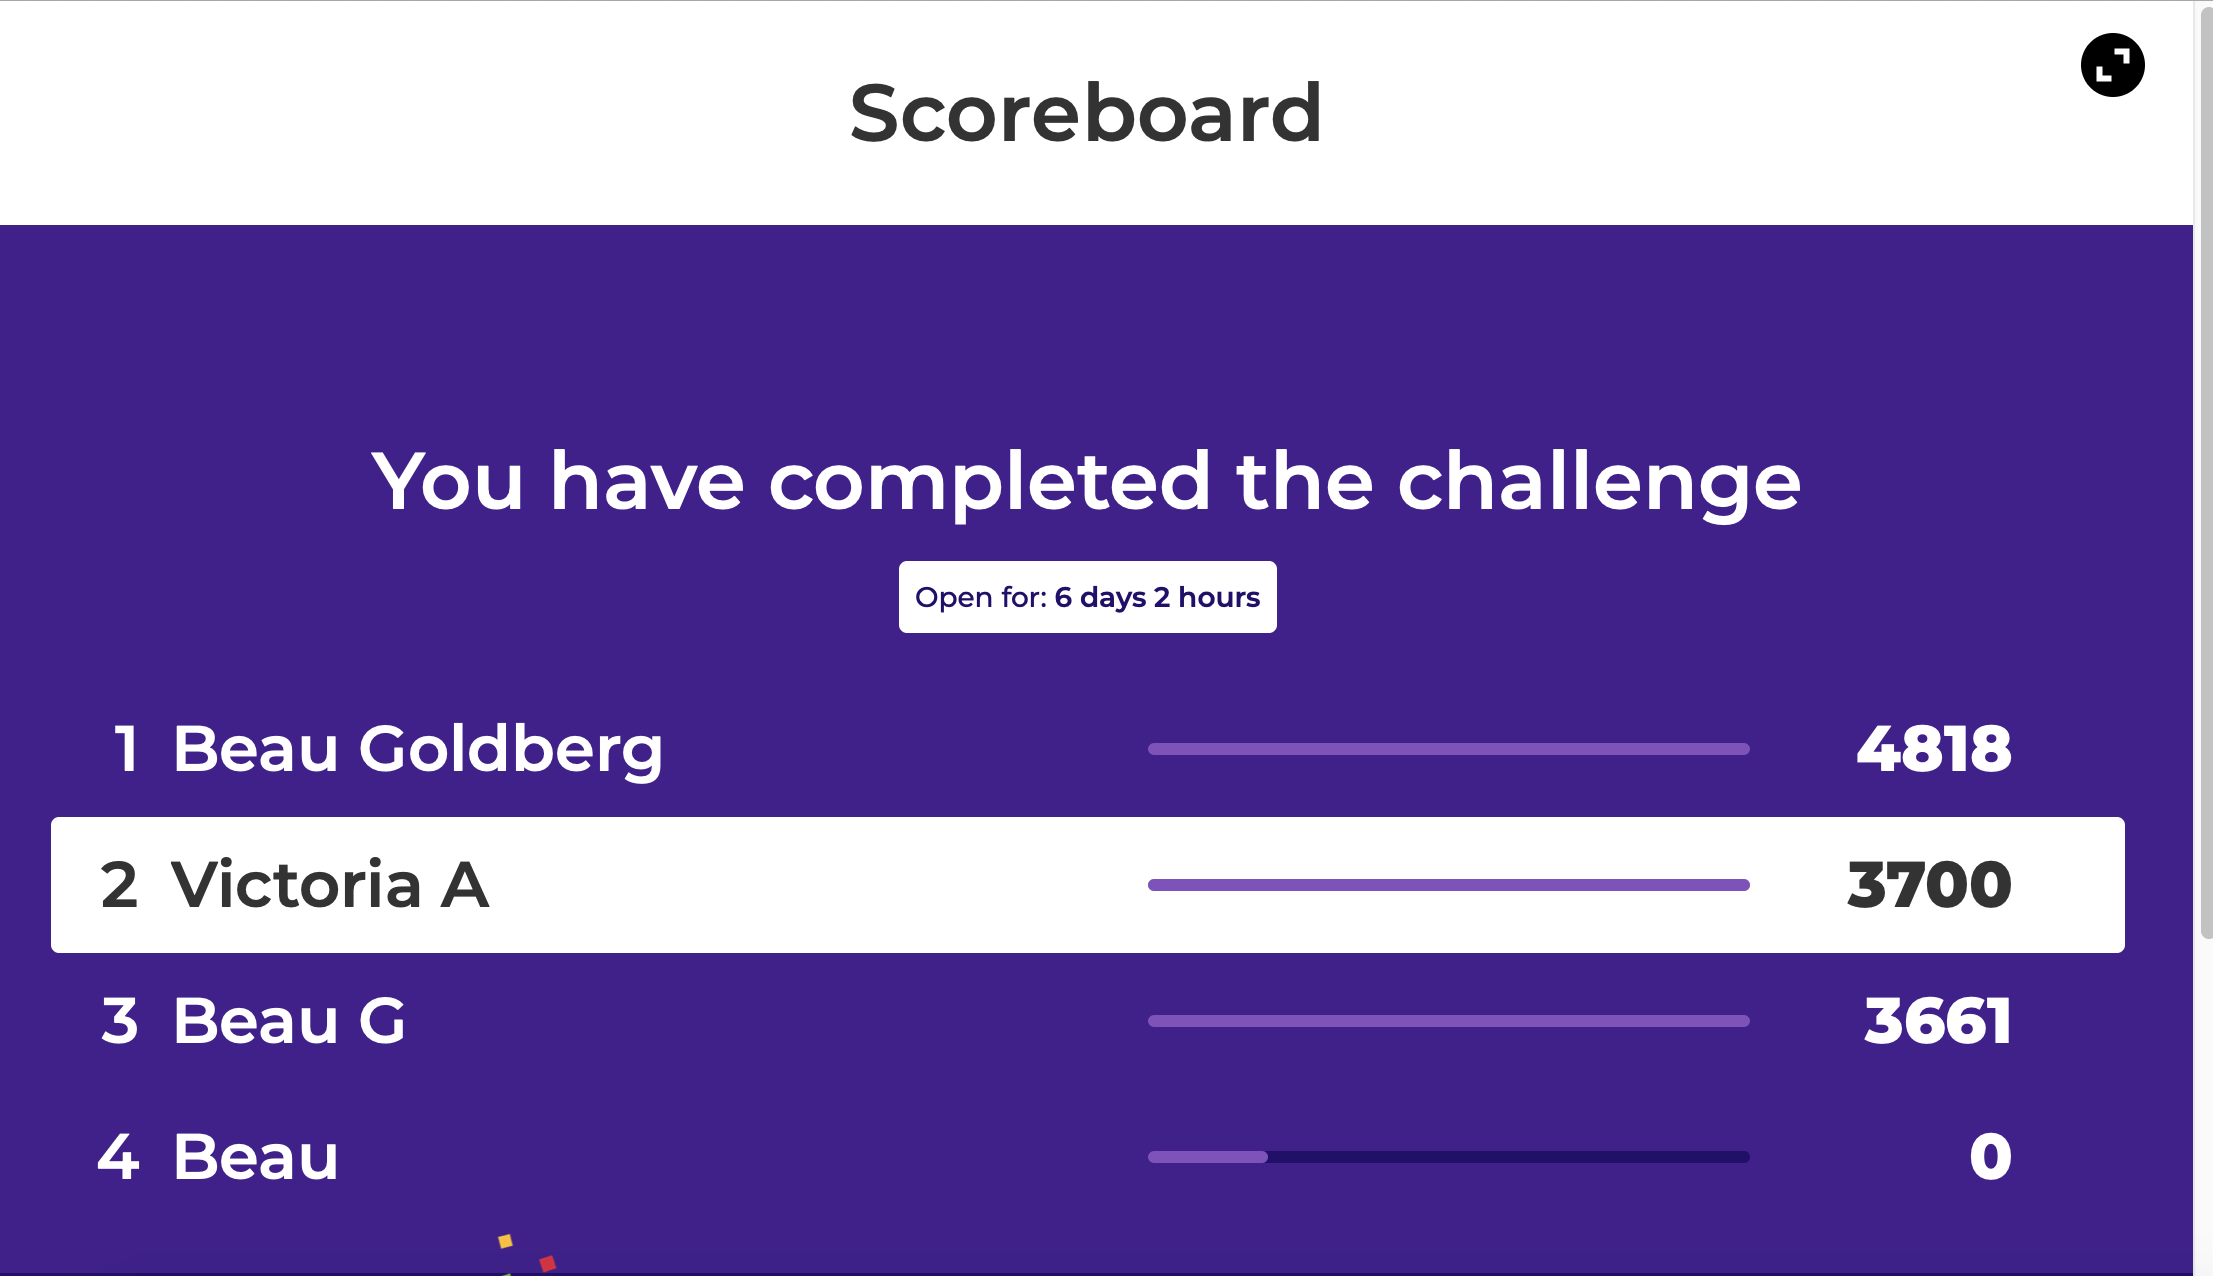 Scoreboard
You have completed the challenge
Open for: 6 days 2 hours
1 Beau Goldberg 4818
2 Victoria A 3700
3 Beau G 3661
4 Beau 0